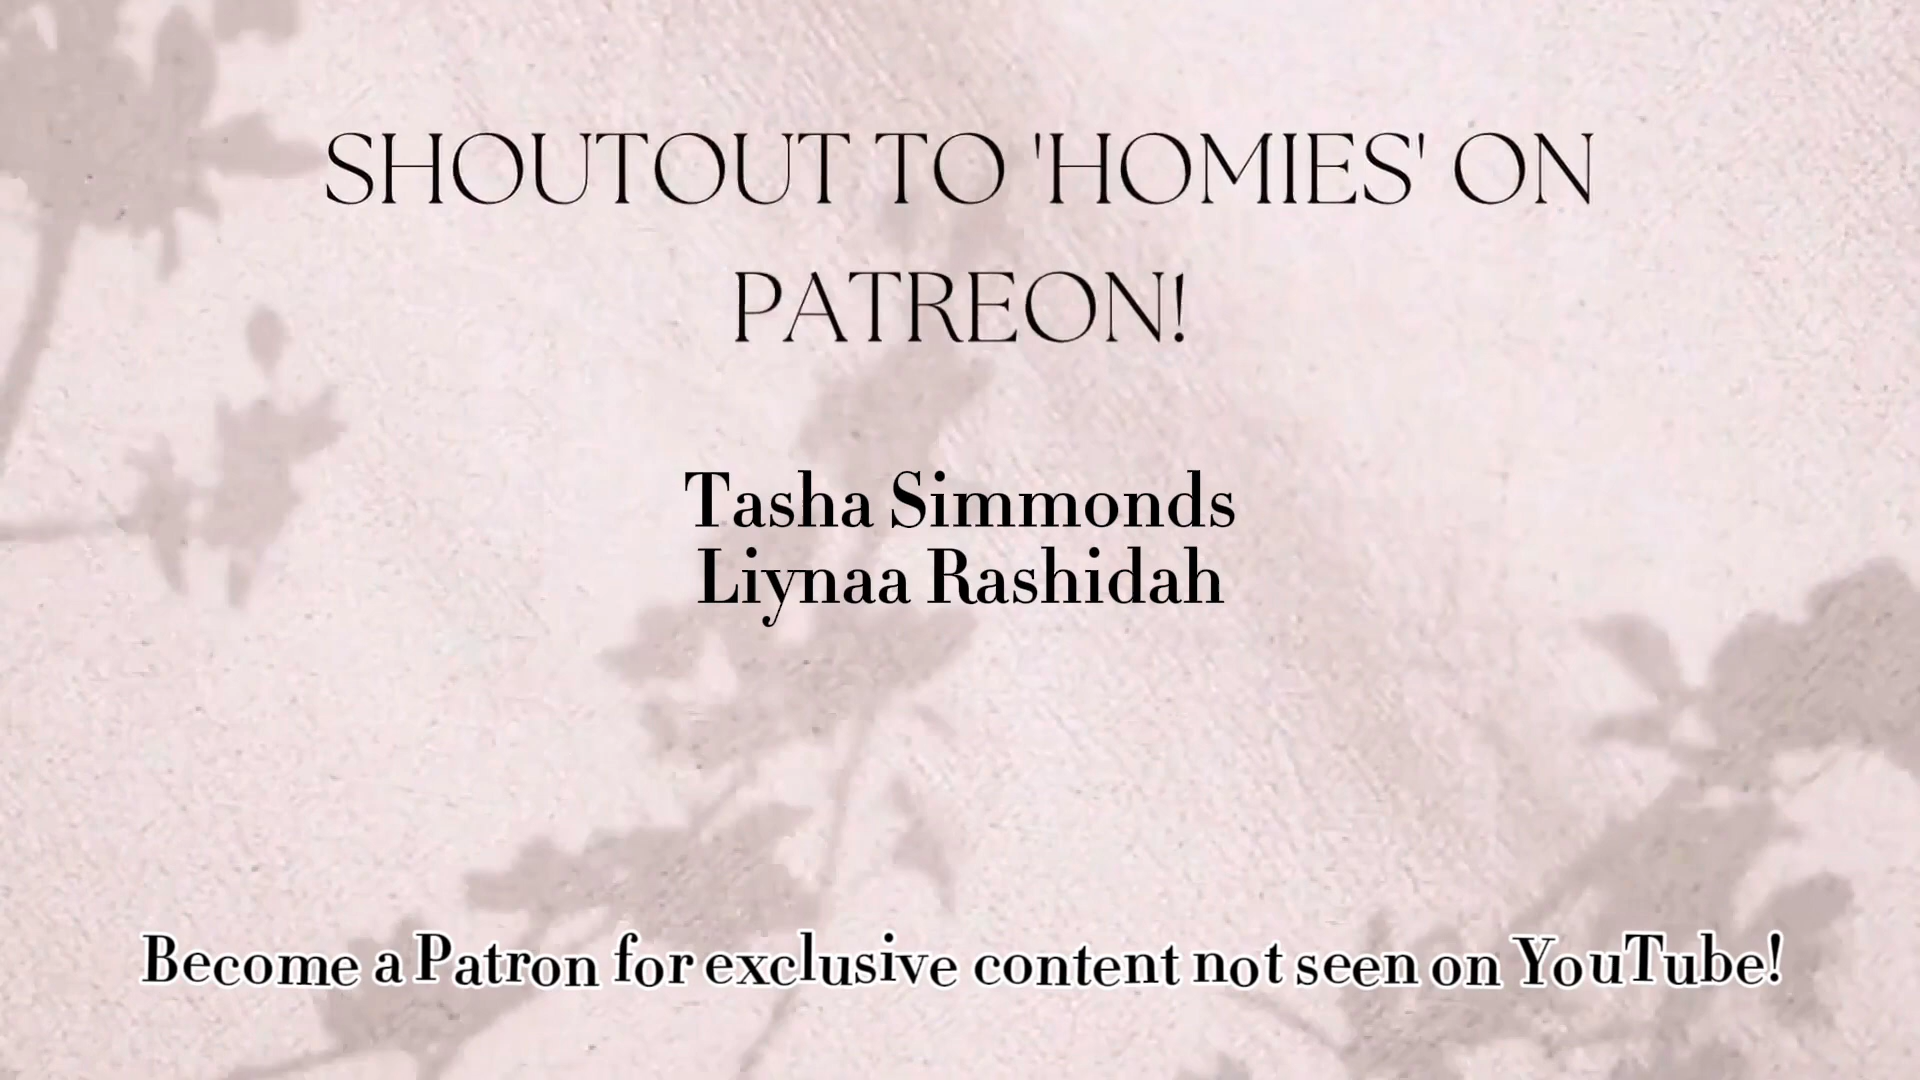 SHOUTOUT TO 'HOMIES' ON
PATREON!
Tasha Simmonds
Liynaa Rashidah
Become a Patron for exclusive content not seen on YouTube!